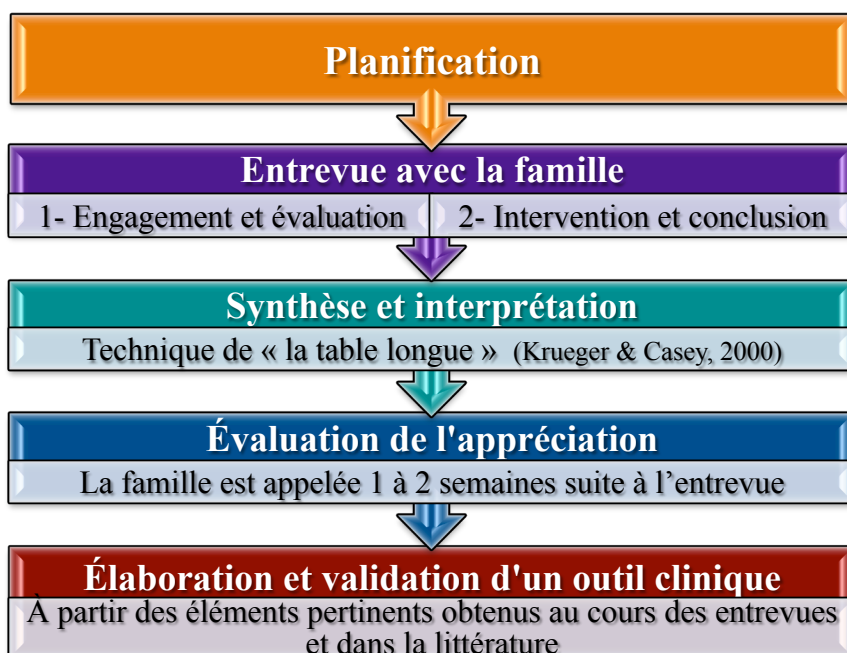 Planification
Entrevue avec la famille
1- Engagement et évaluation
2- Intervention et conclusion
Synthèse et interprétation
Technique de « la table longue » (Krueger & Casey, 2000)
Évaluation de l'appréciation
La famille est appelée 1 à 2 semaines suite à l’entrevue
Élaboration et validation d'un outil clinique
À partir des éléments pertinents obtenus au cours des entrevues
et dans la littérature